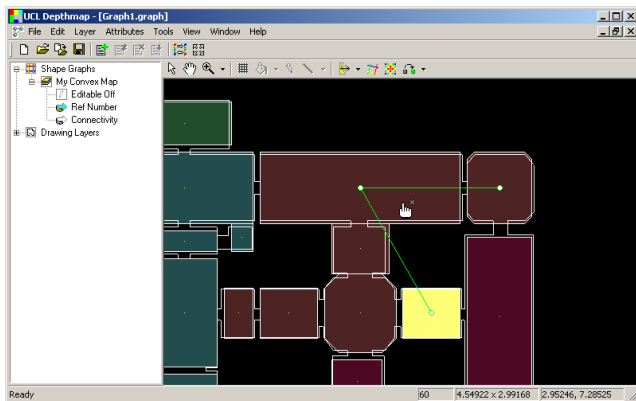 UCL Depthmap - [Graph1.graph]
File Edit Layer Attributes Tools View Window Help
Shape Graphs
My Convex Map
Editable Off
Ref Number
Connectivity
Drawing Layers
Ready 60 4.54922 x 2.99168 2.95246, 7.28525